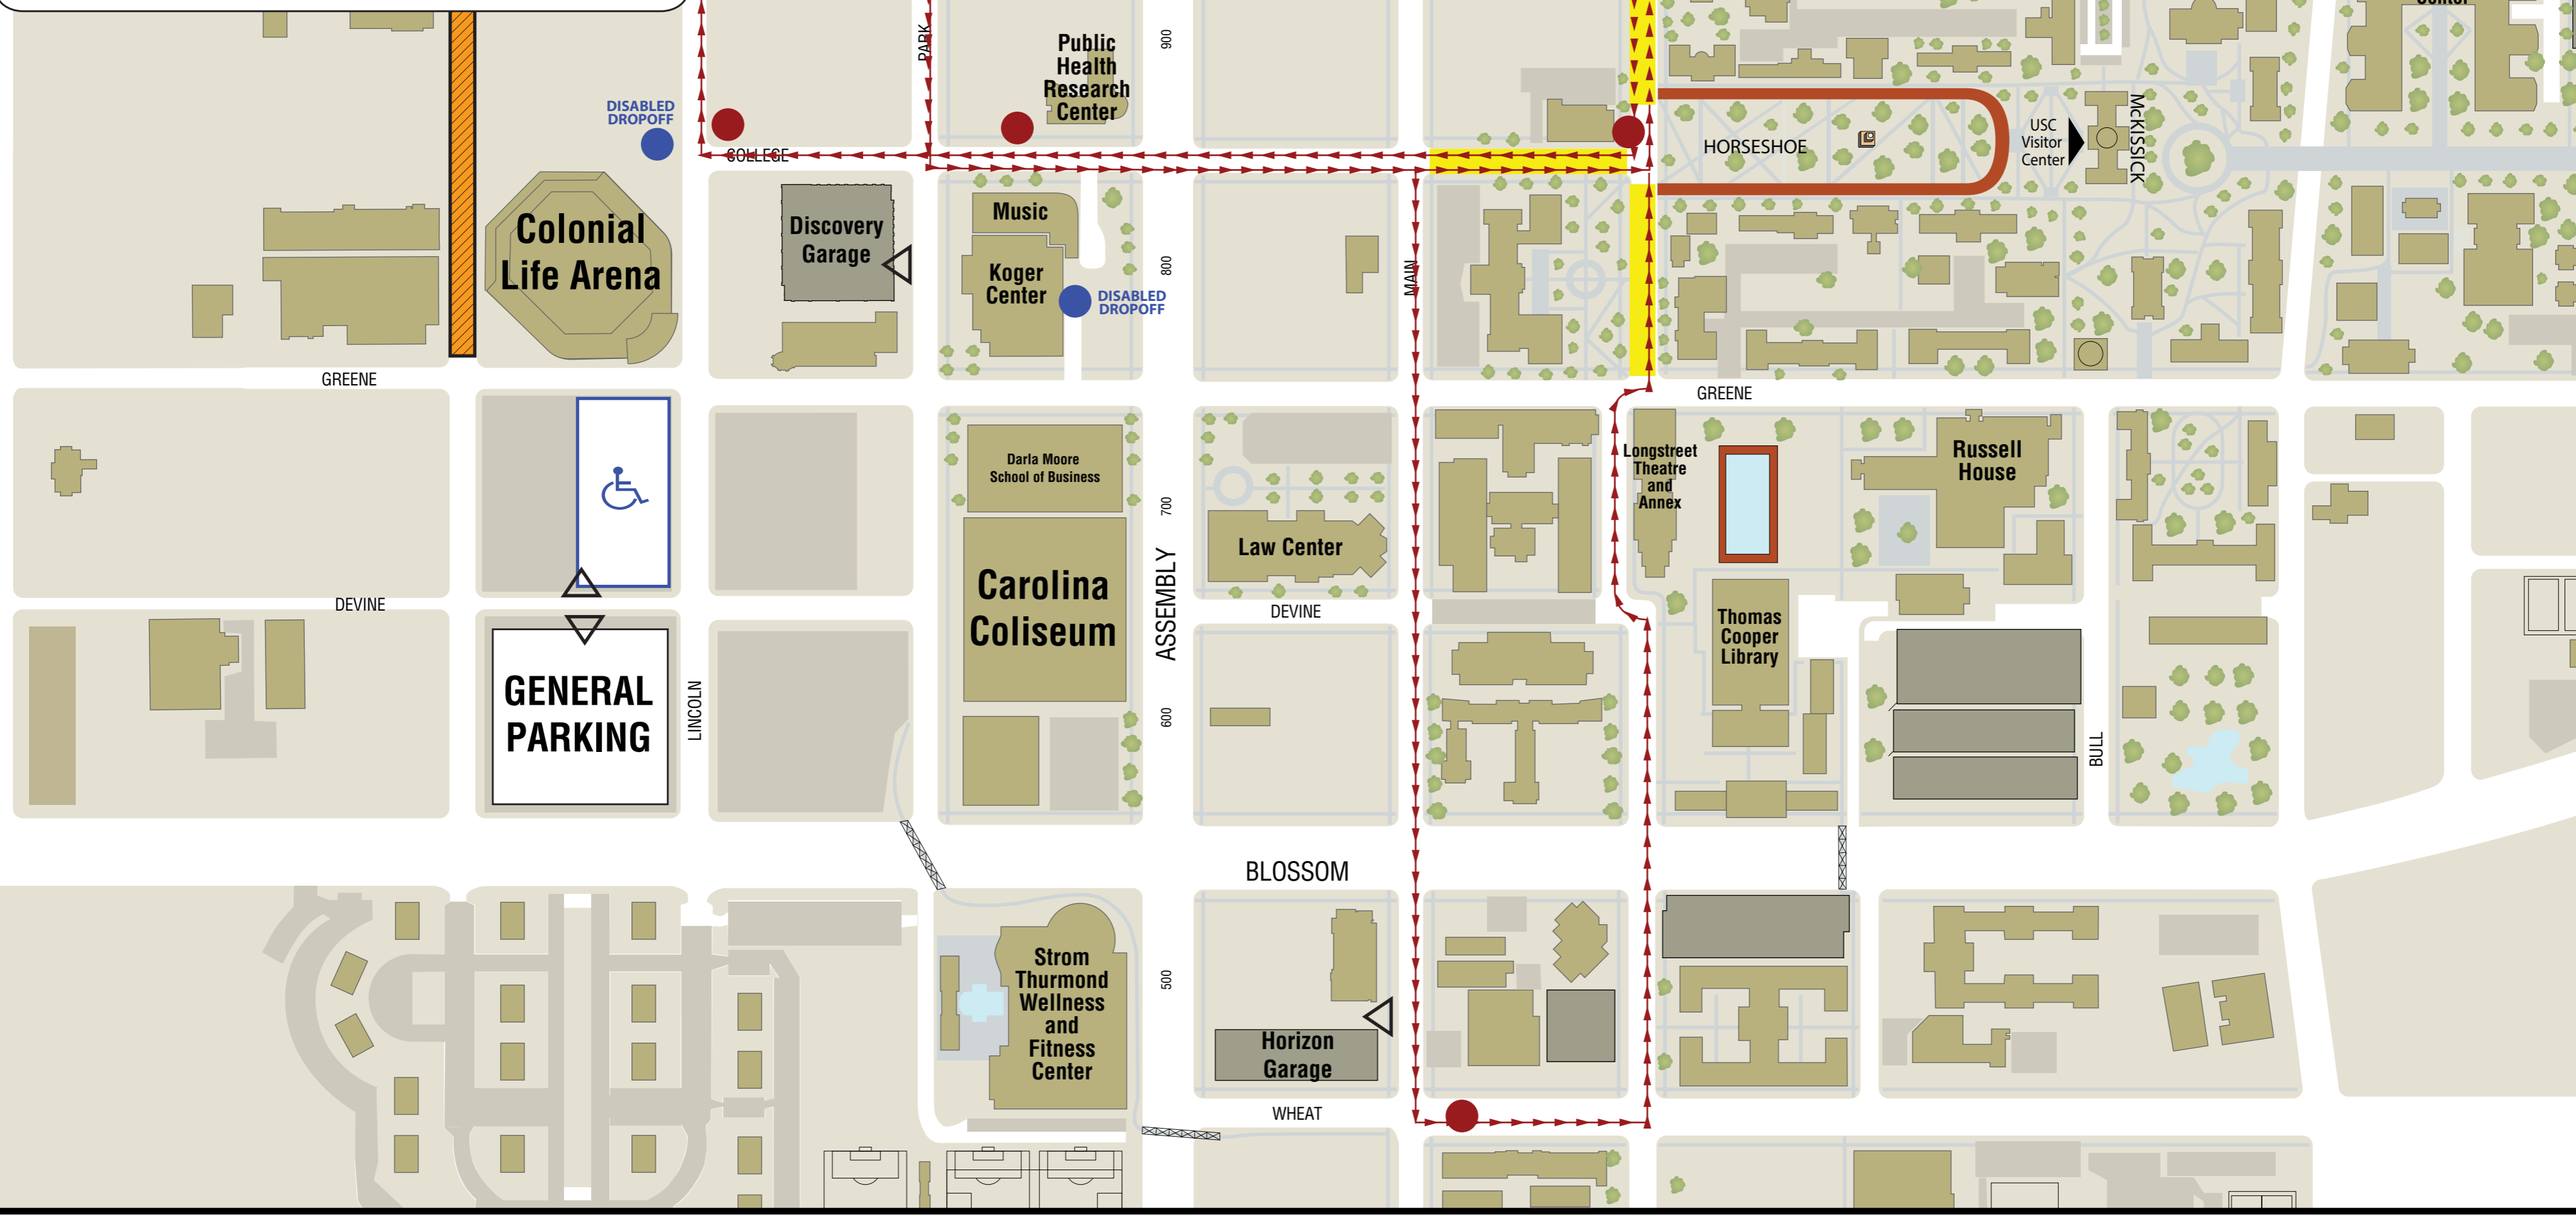 PARK
Public
Health
Research
Center
900
DISABLED
DROPOFF
COLLEGE
HORSESHOE
USC
Visitor
Center
McKISSICK
Colonial
Life Arena
Discovery
Garage
Music
Koger
Center
DISABLED
DROPOFF
800
MAIN
GREENE
GREENE
Darla Moore
School of Business
Longstreet
Theatre
and
Annex
Russell
House
700
Law Center
Carolina
Coliseum
ASSEMBLY
DEVINE
DEVINE
Thomas
Cooper
Library
GENERAL
PARKING
LINCOLN
600
BULL
BLOSSOM
Strom
Thurmond
Wellness
and
Fitness
Center
500
Horizon
Garage
WHEAT